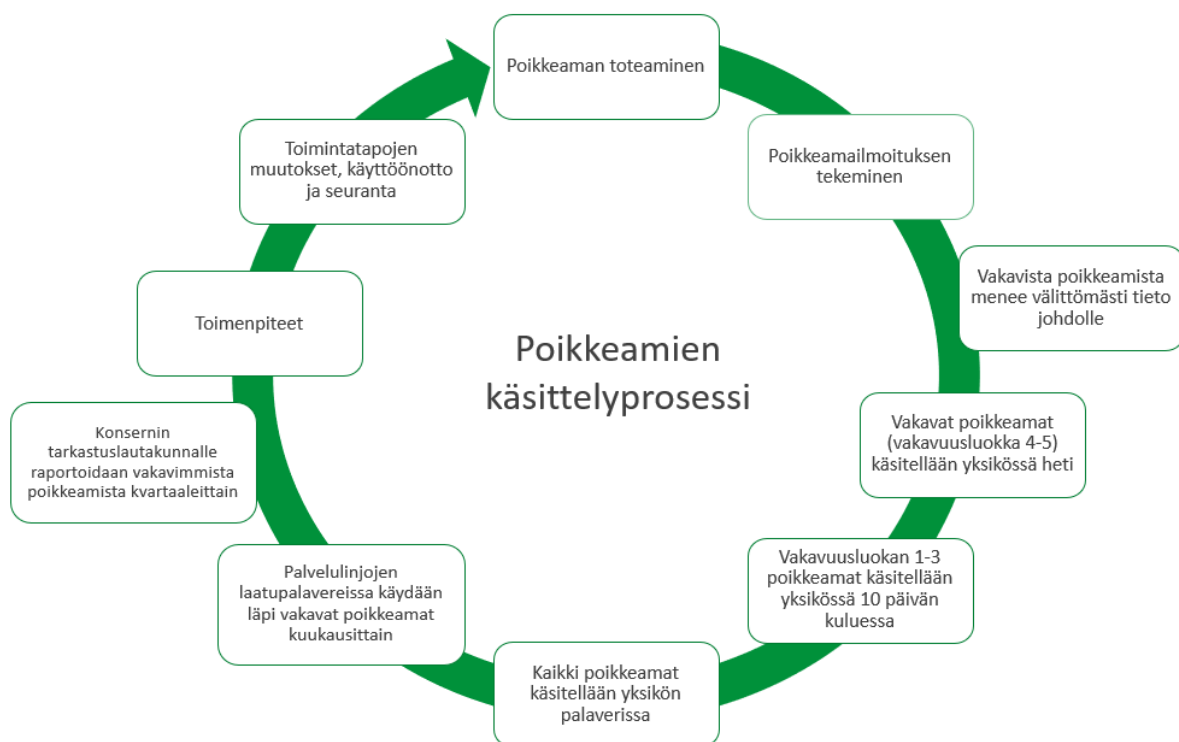 Poikkeamien
käsittelyprosessi
Poikkeaman toteaminen
Poikkeamailmoituksen
tekeminen
Vakavista poikkeamista
menee välittömästi tieto
johdolle
Vakavat poikkeamat
(vakavuusluokka 4-5)
käsitellään yksikössä heti
Vakavuusluokan 1-3
poikkeamat käsitellään
yksikössä 10 päivän
kuluessa
Kaikki poikkeamat
käsitellään yksikön
palaverissa
Palvelulinjojen
laatupalavereissa käydään
läpi vakavat poikkeamat
kuukausittain
Konsernin
tarkastuslautakunnalle
raportoidaan vakavimmista
poikkeamista kvartaaleittain
Toimenpiteet
Toimintatapojen
muutokset, käyttöönotto
ja seuranta